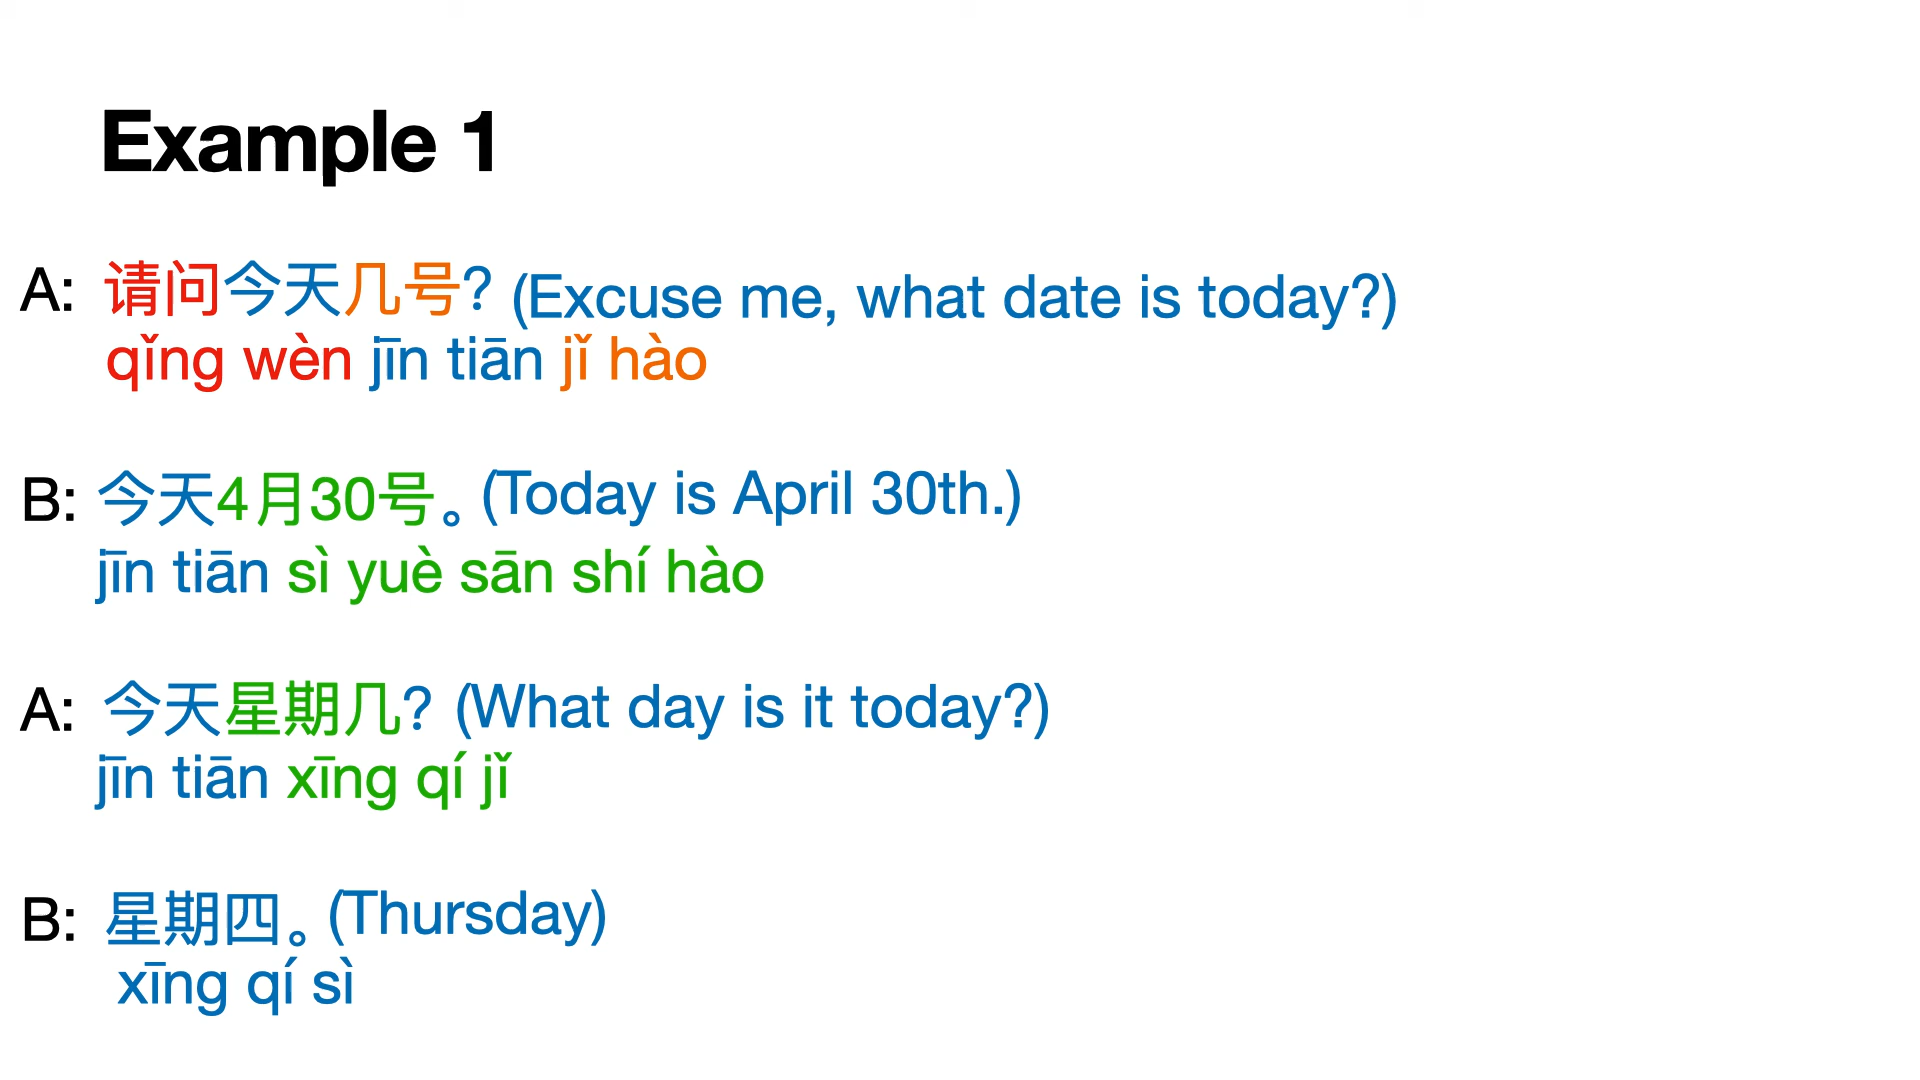 Example 1
A: 请问今天几号? (Excuse me, what date is today?)
qǐng wèn jīn tiān jǐ hào
B: 今天4月30号。(Today is April 30th.)
jīn tiān sì yuè sān shí hào
A: 今天星期几? (What day is it today?)
jīn tiān xīng qí jǐ
B: 星期四。(Thursday)
xīng qí sì